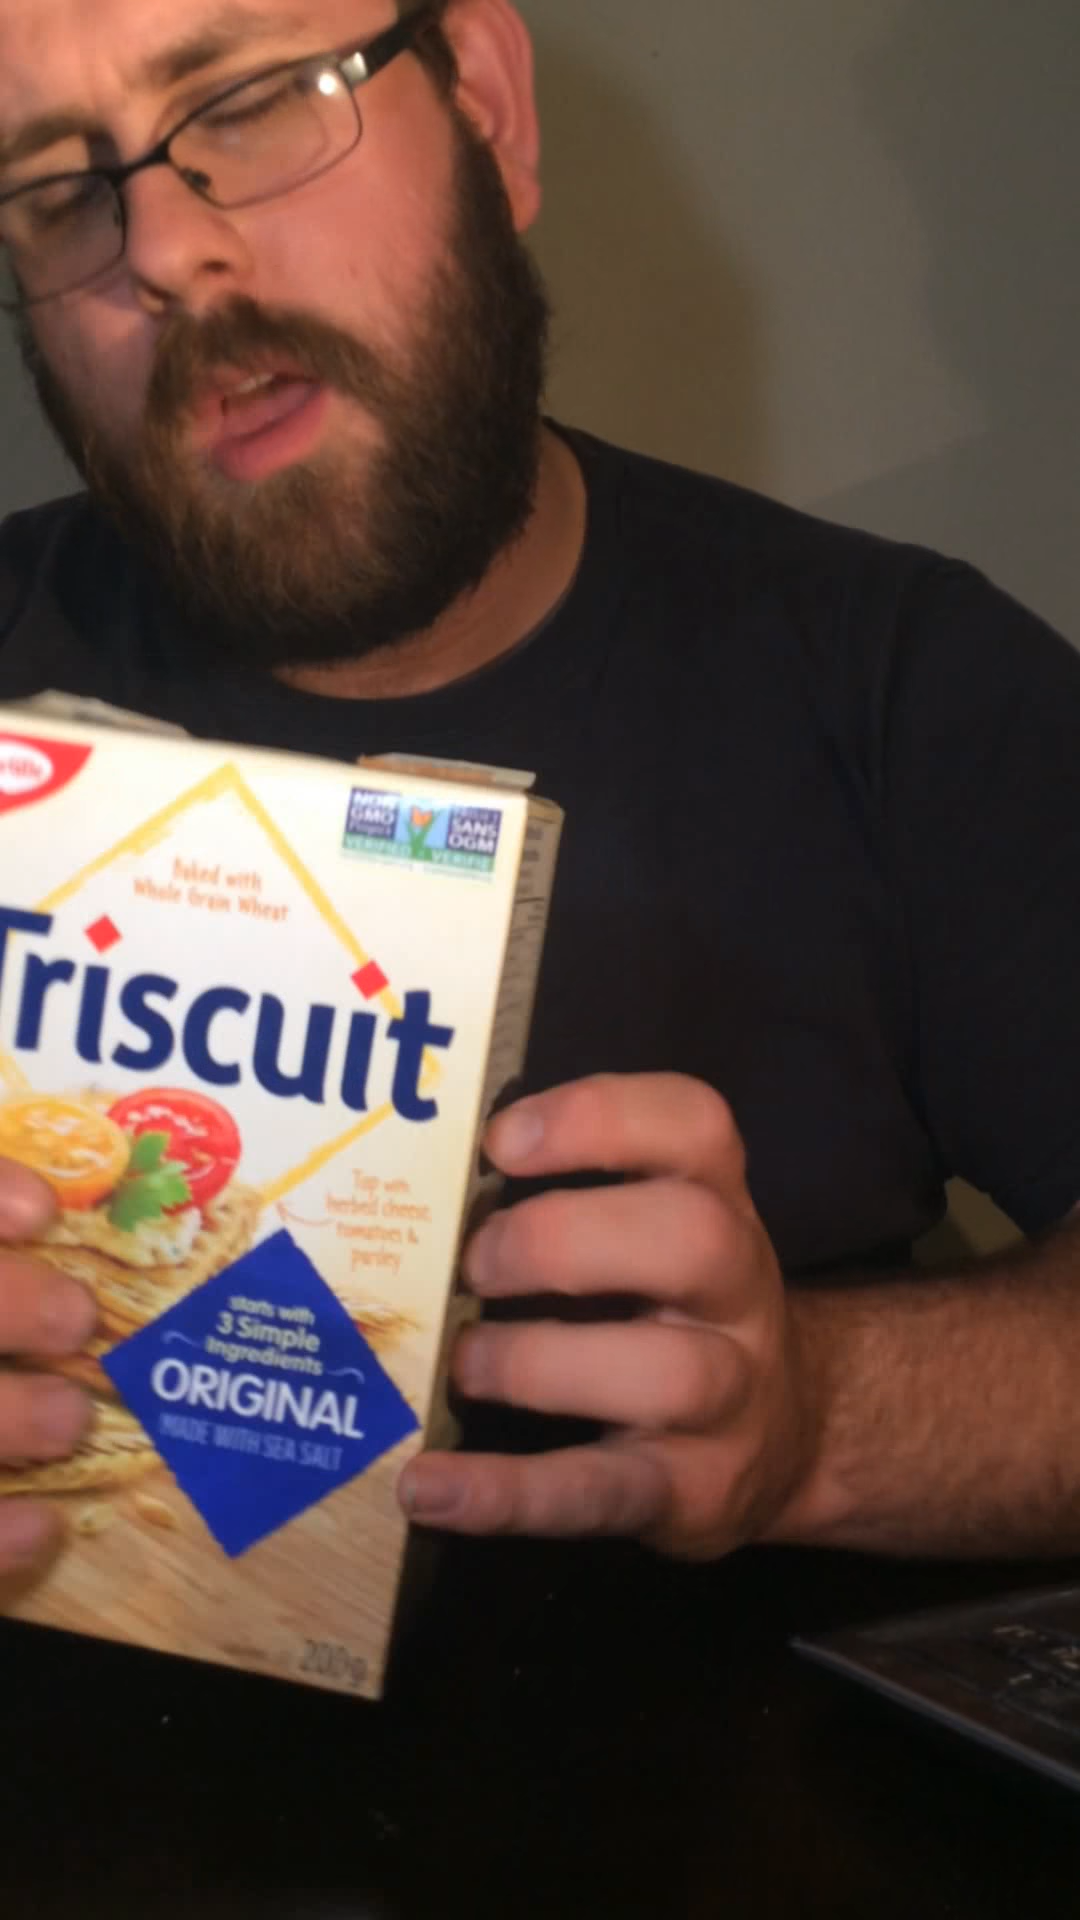 NON
GMO
Project
VERIFIED
SANS
OGM
VÉRIFIÉ
Baked with
Whole Grain Wheat
Triscuit
Top with
herbed cheese,
tomatoes &
parsley
starts with
3 Simple
Ingredients
ORIGINAL
MADE WITH SEA SALT
200g